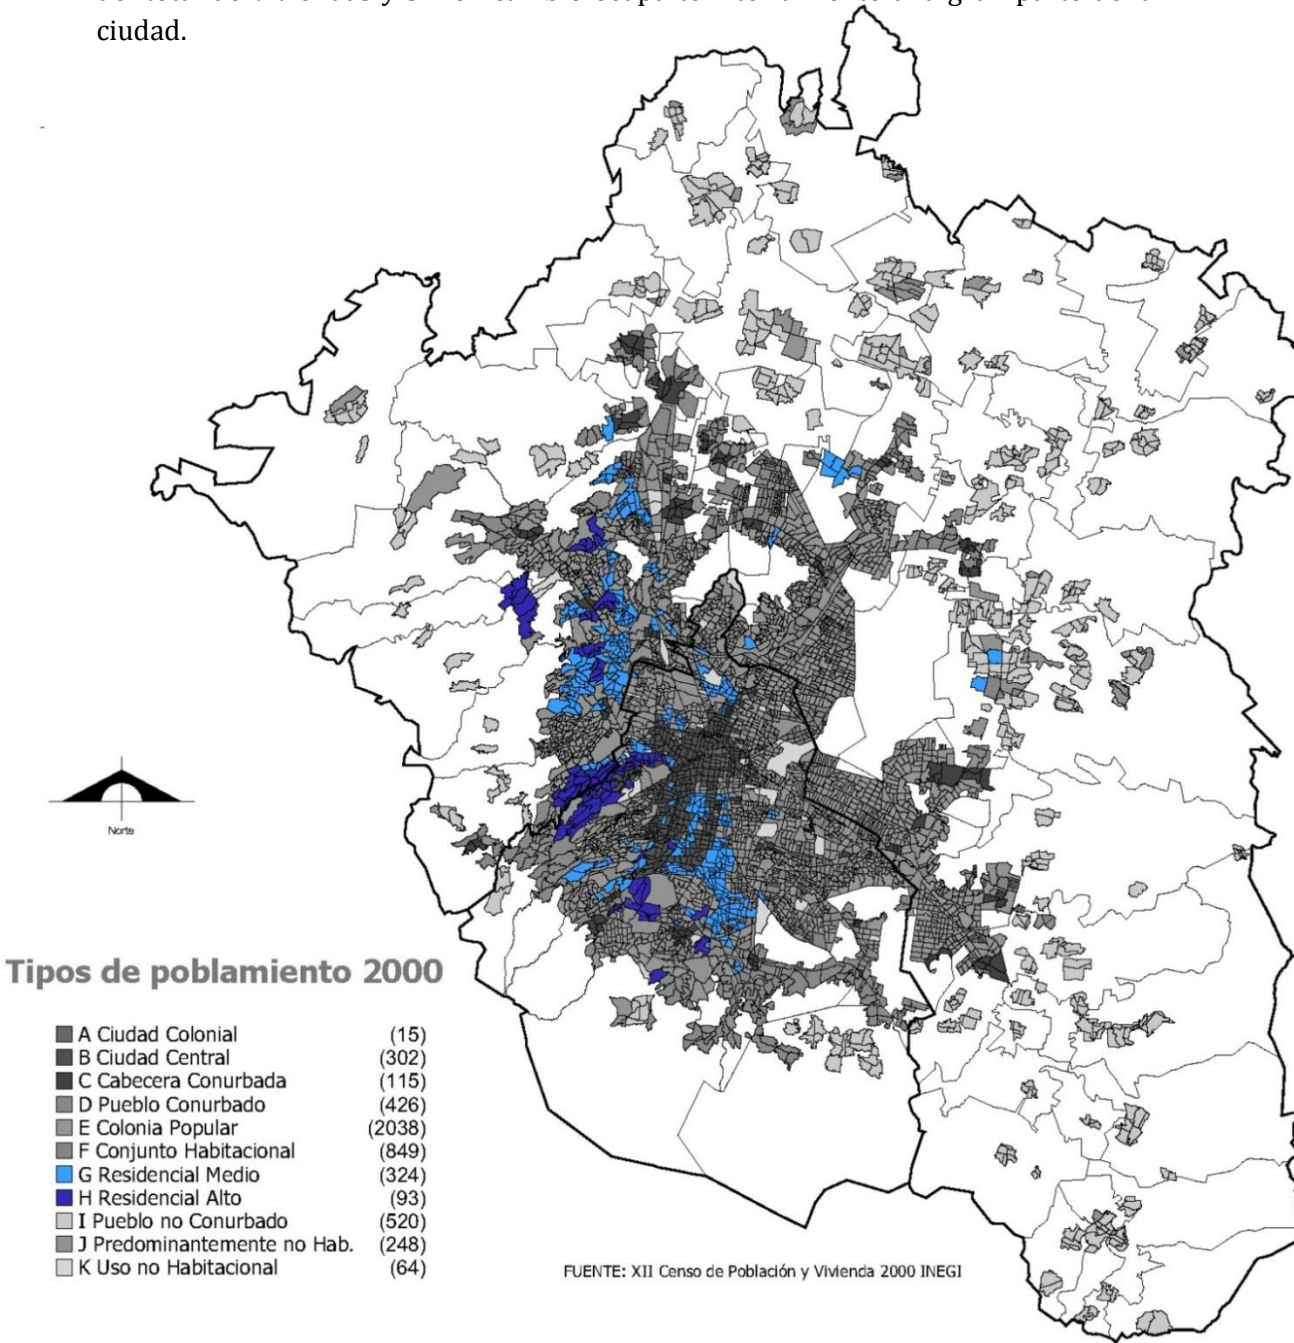 ciudad.
Norte
Tipos de poblamiento 2000
A Ciudad Colonial (15)
B Ciudad Central (302)
C Cabecera Conurbada (115)
D Pueblo Conurbado (426)
E Colonia Popular (2038)
F Conjunto Habitacional (849)
G Residencial Medio (324)
H Residencial Alto (93)
I Pueblo no Conurbado (520)
J Predominantemente no Hab. (248)
K Uso no Habitacional (64)
FUENTE: XII Censo de Población y Vivienda 2000 INEGI